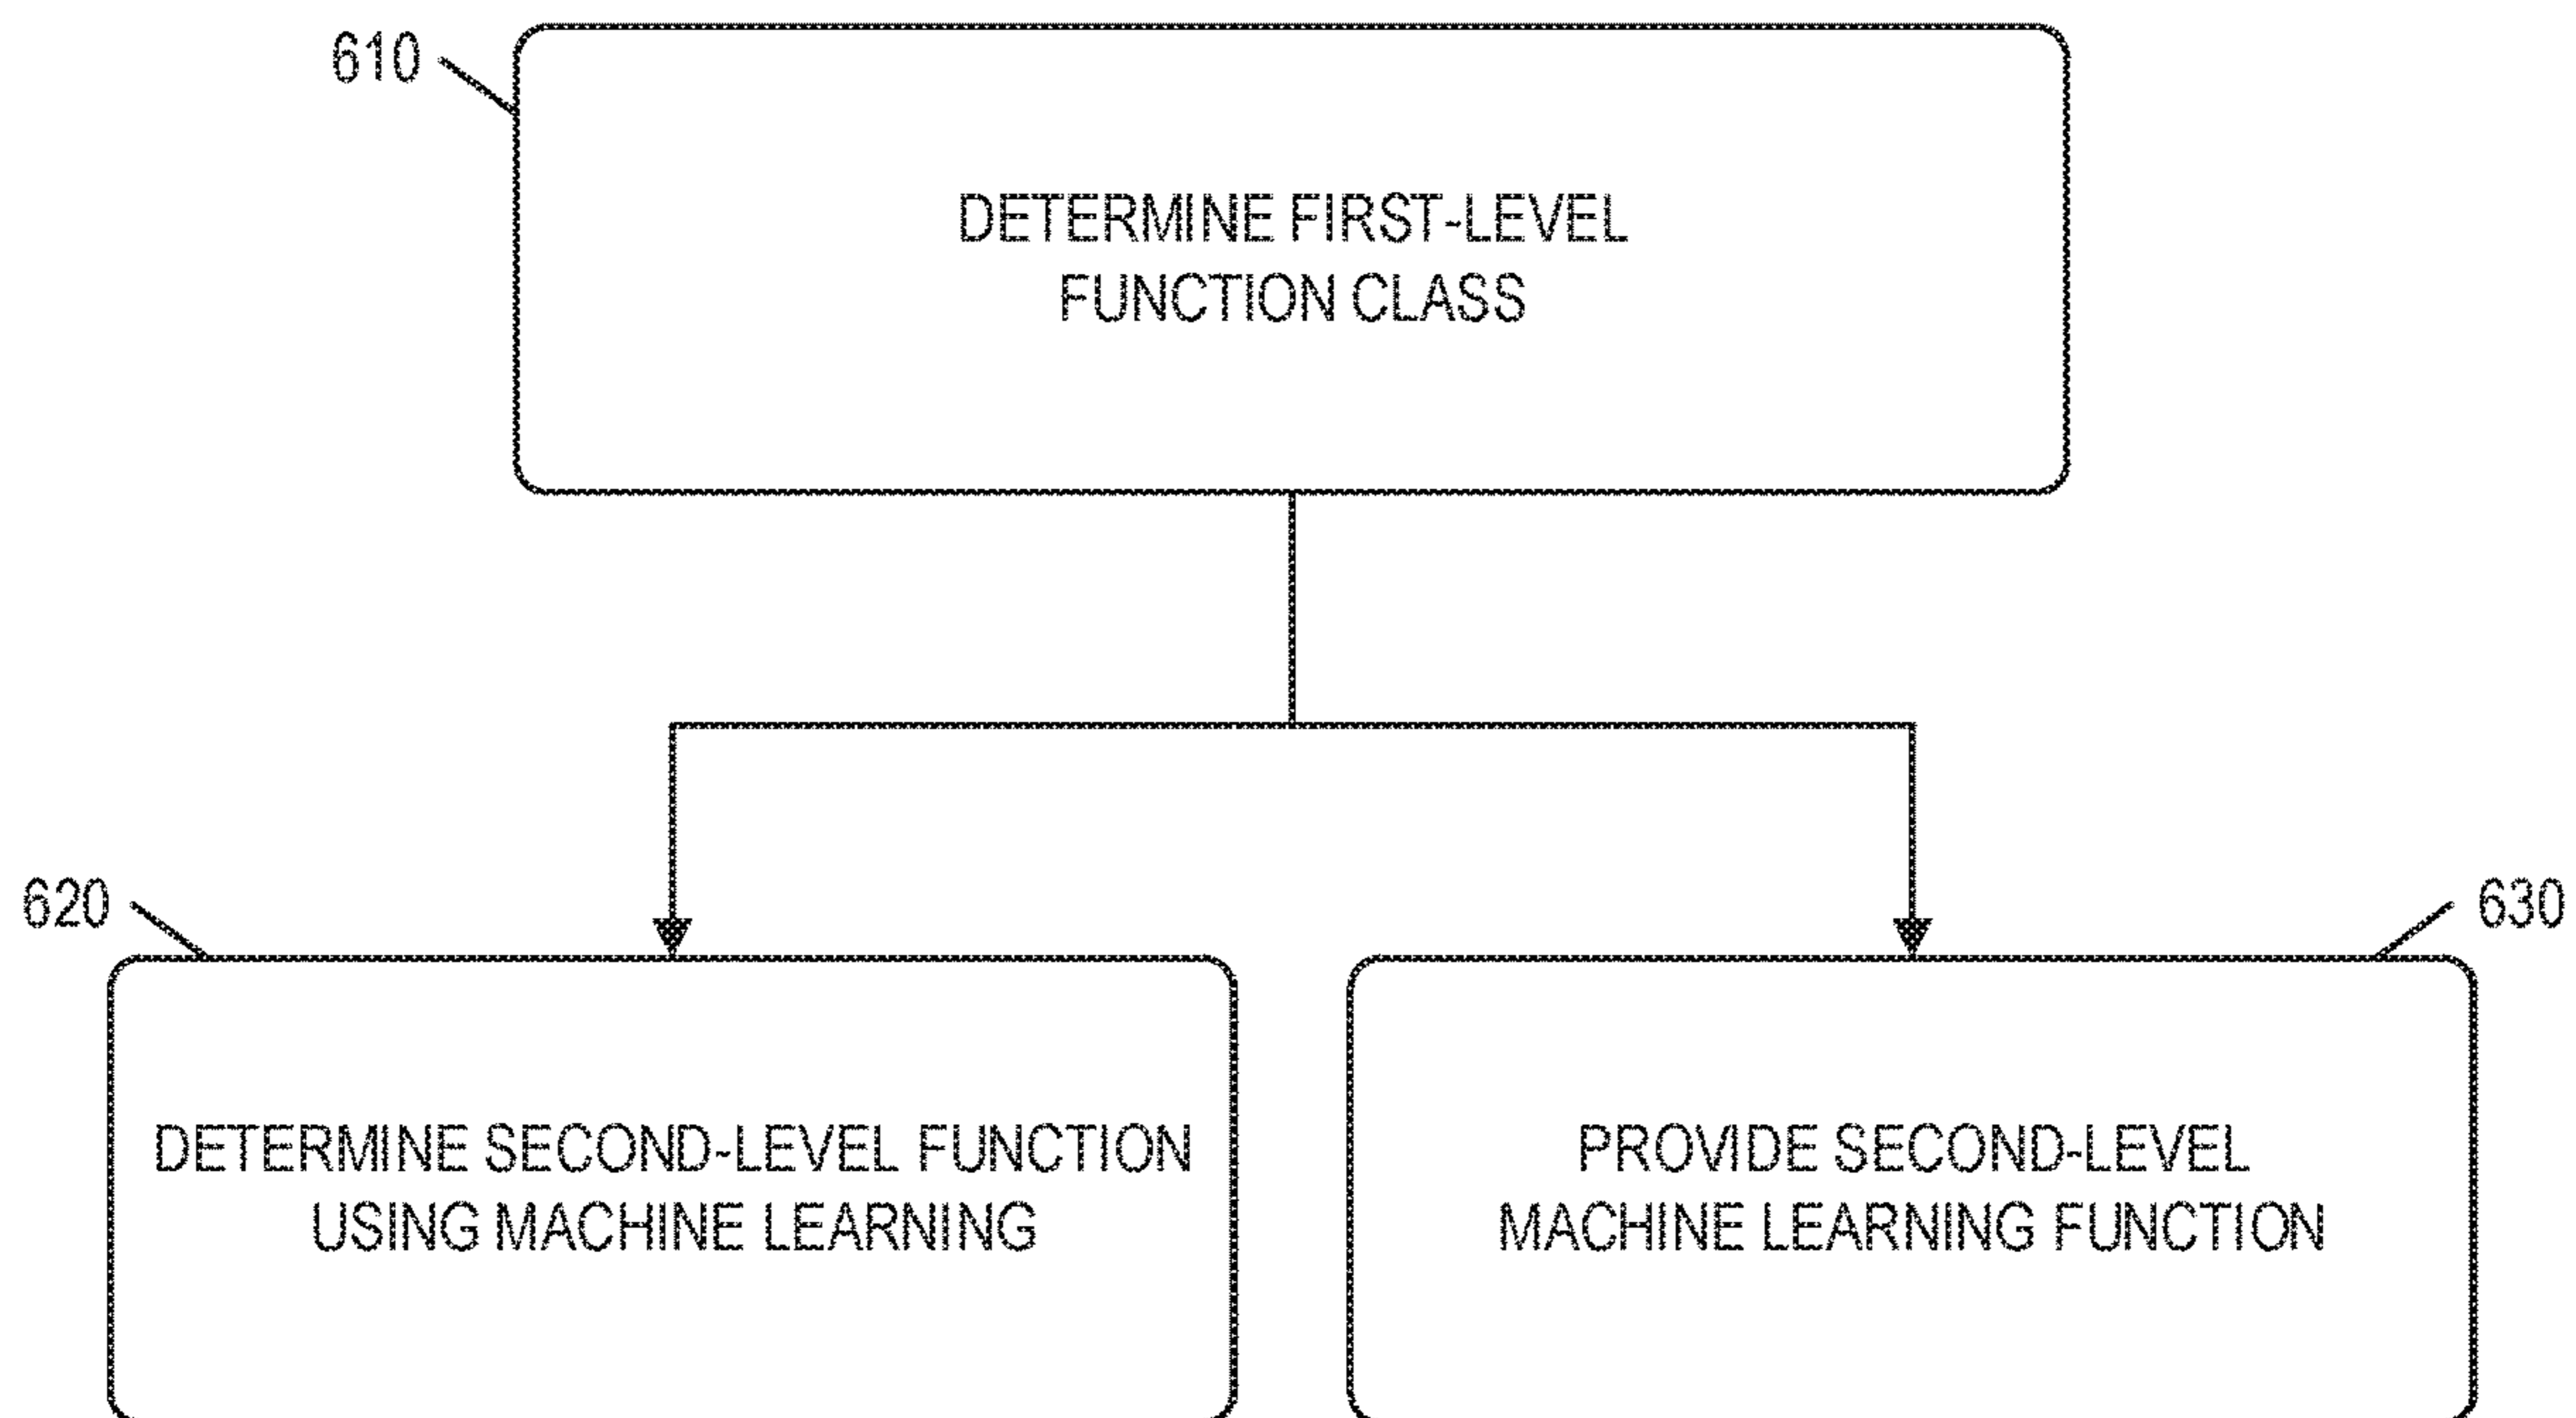 610
DETERMINE FIRST-LEVEL
FUNCTION CLASS
620
630
DETERMINE SECOND-LEVEL FUNCTION
USING MACHINE LEARNING
PROVIDE SECOND-LEVEL
MACHINE LEARNING FUNCTION